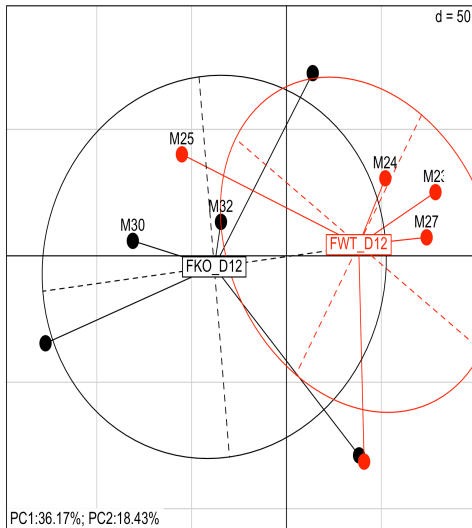 d = 50
M25
M24
M23
M32
M30
M27
FWT_D12
FKO_D12
PC1:36.17%; PC2:18.43%